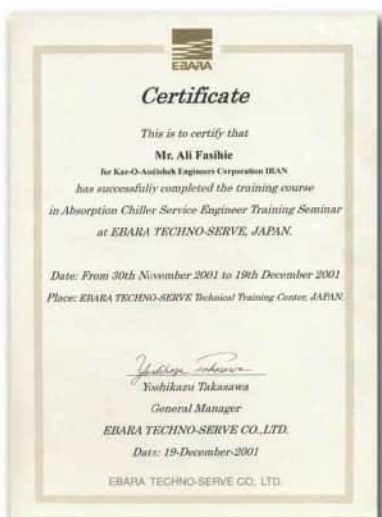 EBARA
Certificate
This is to certify that
Mr. Ali Fasihie
for Kar-O-Andisheh Engineers Corporation IRAN
has successfully completed the training course
in Absorption Chiller Service Engineer Training Seminar
at EBARA TECHNO-SERVE, JAPAN.
Date: From 30th November 2001 to 19th December 2001
Place: EBARA TECHNO-SERVE Technical Training Center, JAPAN.
Yoshikazu Takasawa
Yoshikazu Takasawa
General Manager
EBARA TECHNO-SERVE CO.,LTD.
Date: 19-December-2001
EBARA TECHNO-SERVE CO., LTD.